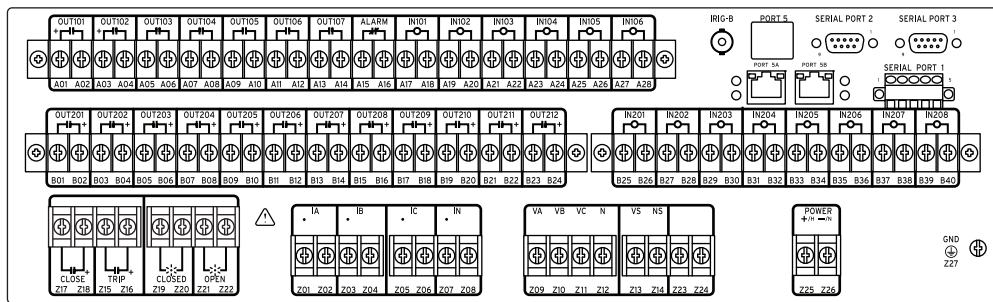 OUT101 OUT102 OUT103 OUT104 OUT105 OUT106 OUT107 ALARM IN101 IN102 IN103 IN104 IN105 IN106
+ +
A01 A02 A03 A04 A05 A06 A07 A08 A09 A10 A11 A12 A13 A14 A15 A16 A17 A18 A19 A20 A21 A22 A23 A24 A25 A26 A27 A28
IRIG-B PORT 5 SERIAL PORT 2 SERIAL PORT 3
1 1
9 9
PORT 5A PORT 5B SERIAL PORT 1
1 5
OUT201 OUT202 OUT203 OUT204 OUT205 OUT206 OUT207 OUT208 OUT209 OUT210 OUT211 OUT212
+ + + + + + + + + + + +
B01 B02 B03 B04 B05 B06 B07 B08 B09 B10 B11 B12 B13 B14 B15 B16 B17 B18 B19 B20 B21 B22 B23 B24
IN201 IN202 IN203 IN204 IN205 IN206 IN207 IN208
B25 B26 B27 B28 B29 B30 B31 B32 B33 B34 B35 B36 B37 B38 B39 B40
+ +
CLOSE TRIP CLOSED OPEN
Z17 Z18 Z15 Z16 Z19 Z20 Z21 Z22
IA IB IC IN
Z01 Z02 Z03 Z04 Z05 Z06 Z07 Z08
VA VB VC N VS NS
Z09 Z10 Z11 Z12 Z13 Z14 Z23 Z24
POWER
+/H −/N
Z25 Z26
GND
Z27